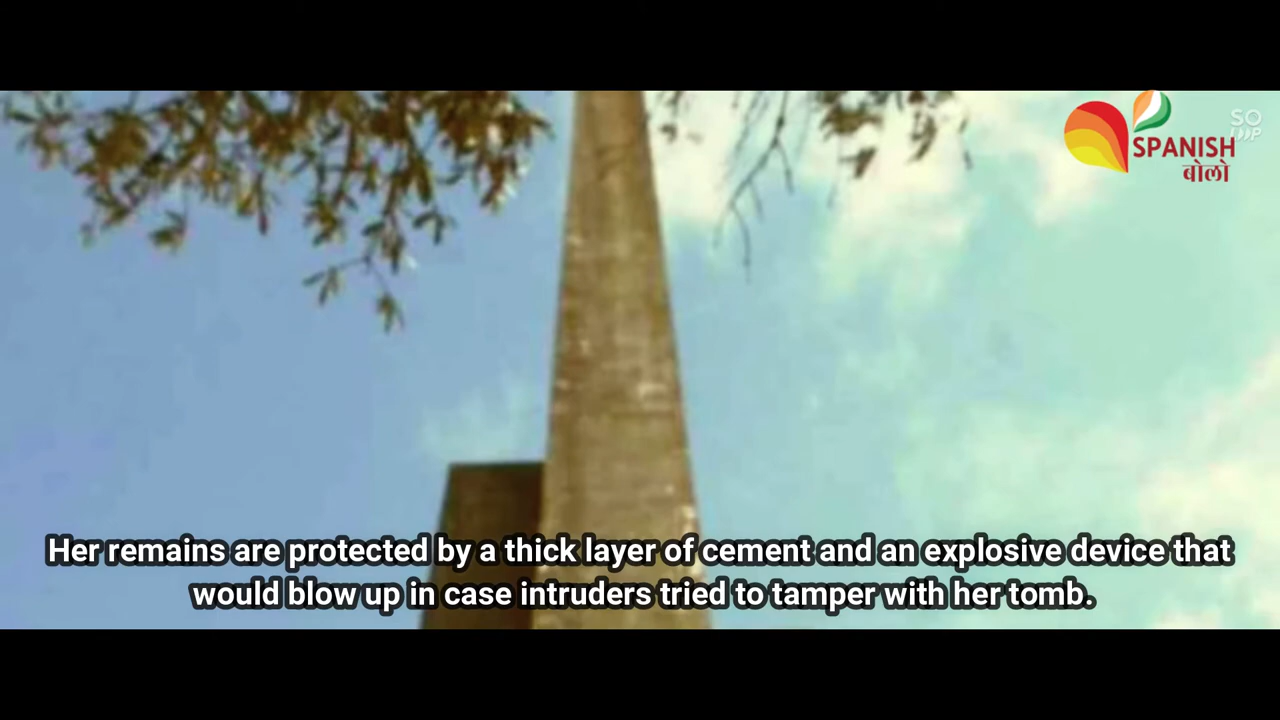 SO
SPANISH
बोलो
Her remains are protected by a thick layer of cement and an explosive device that
would blow up in case intruders tried to tamper with her tomb.